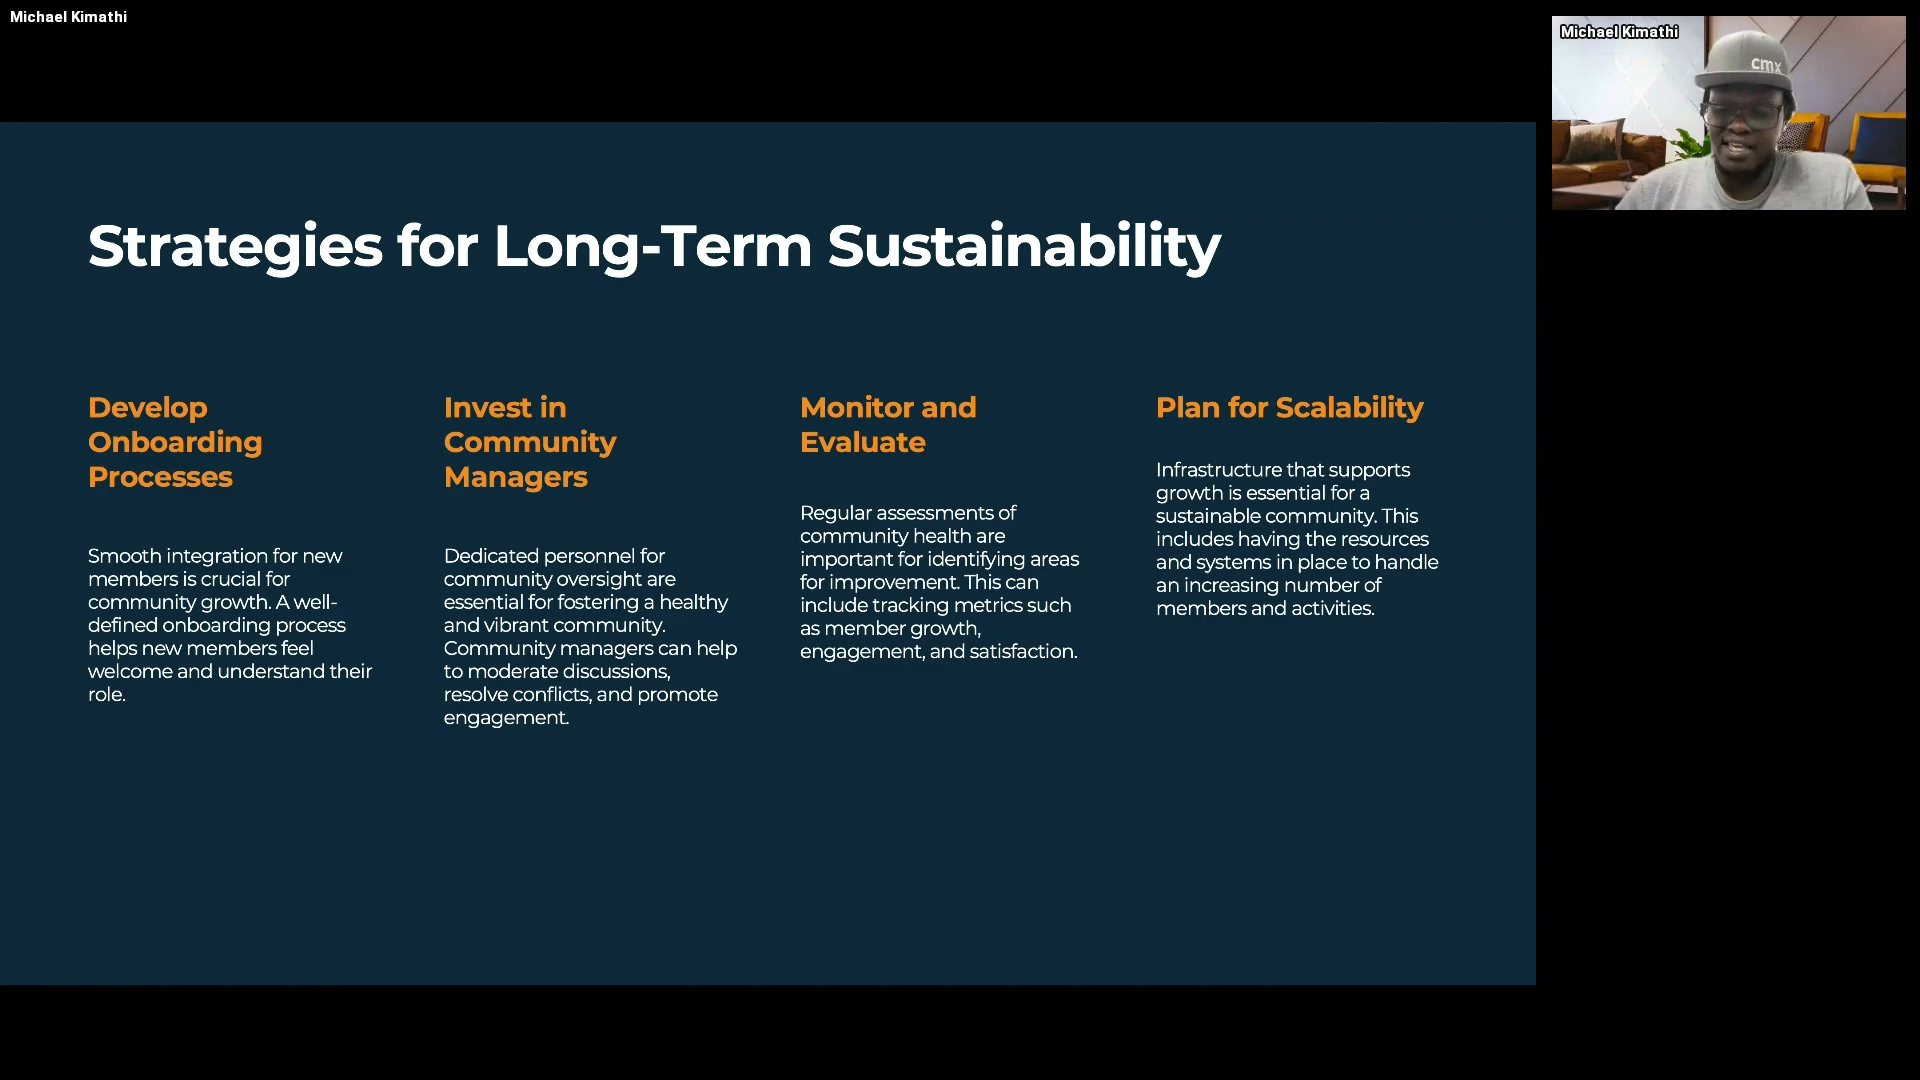 Michael Kimathi
Michael Kimathi
cmx
Strategies for Long-Term Sustainability
Develop
Onboarding
Processes
Smooth integration for new
members is crucial for
community growth. A well-
defined onboarding process
helps new members feel
welcome and understand their
role.
Invest in
Community
Managers
Dedicated personnel for
community oversight are
essential for fostering a healthy
and vibrant community.
Community managers can help
to moderate discussions,
resolve conflicts, and promote
engagement.
Monitor and
Evaluate
Regular assessments of
community health are
important for identifying areas
for improvement. This can
include tracking metrics such
as member growth,
engagement, and satisfaction.
Plan for Scalability
Infrastructure that supports
growth is essential for a
sustainable community. This
includes having the resources
and systems in place to handle
an increasing number of
members and activities.